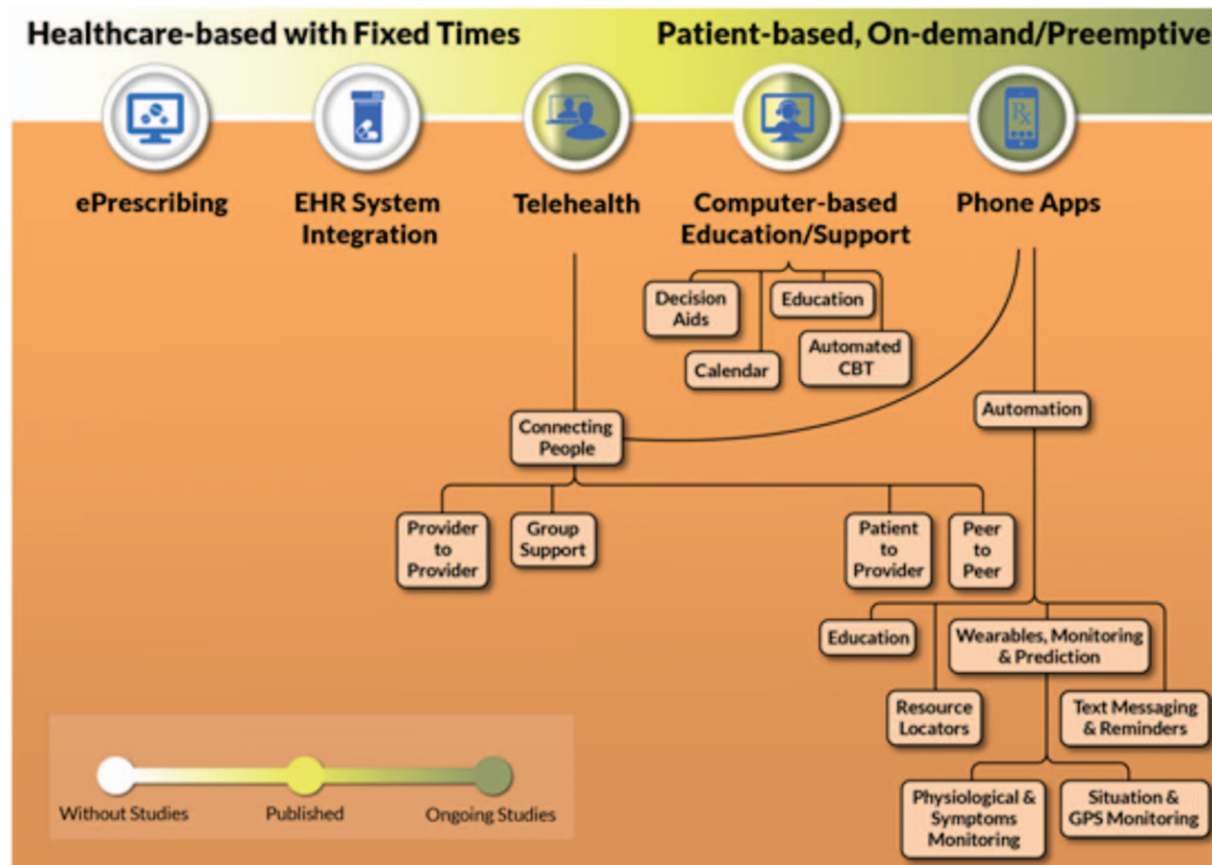 Healthcare-based with Fixed Times
Patient-based, On-demand/Preemptive
Rx
ePrescribing
EHR System
Integration
Telehealth
Computer-based
Education/Support
Phone Apps
Decision
Aids
Education
Calendar
Automated
CBT
Automation
Connecting
People
Provider
to
Provider
Group
Support
Patient
to
Provider
Peer
to
Peer
Education
Wearables, Monitoring
& Prediction
Resource
Locators
Text Messaging
& Reminders
Physiological &
Symptoms
Monitoring
Situation &
GPS Monitoring
Without Studies
Published
Ongoing Studies